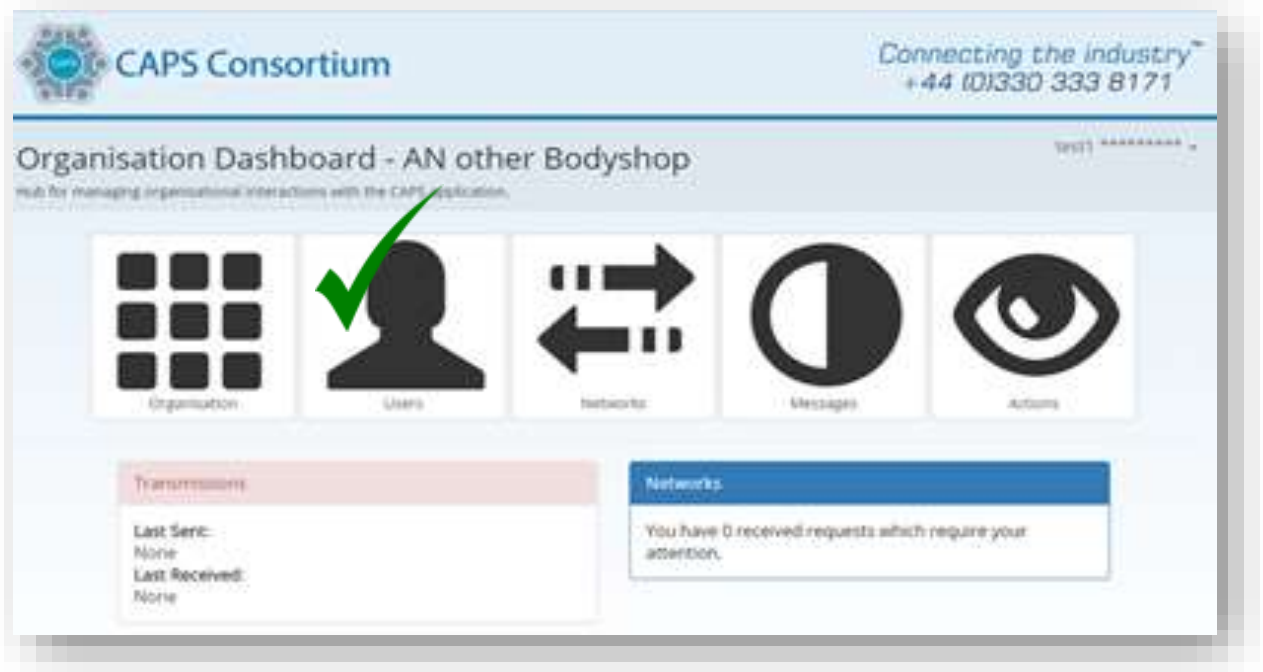 CAPS Consortium
Connecting the industry™
+44 (0)330 333 8171
Organisation Dashboard - AN other Bodyshop
test1 ********* 
Hub for managing organisational interactions with the CAPS application.
Organisation
Users
Networks
Messages
Actions
Transmissions
Last Sent:
None
Last Received:
None
Networks
You have 0 received requests which require your
attention.